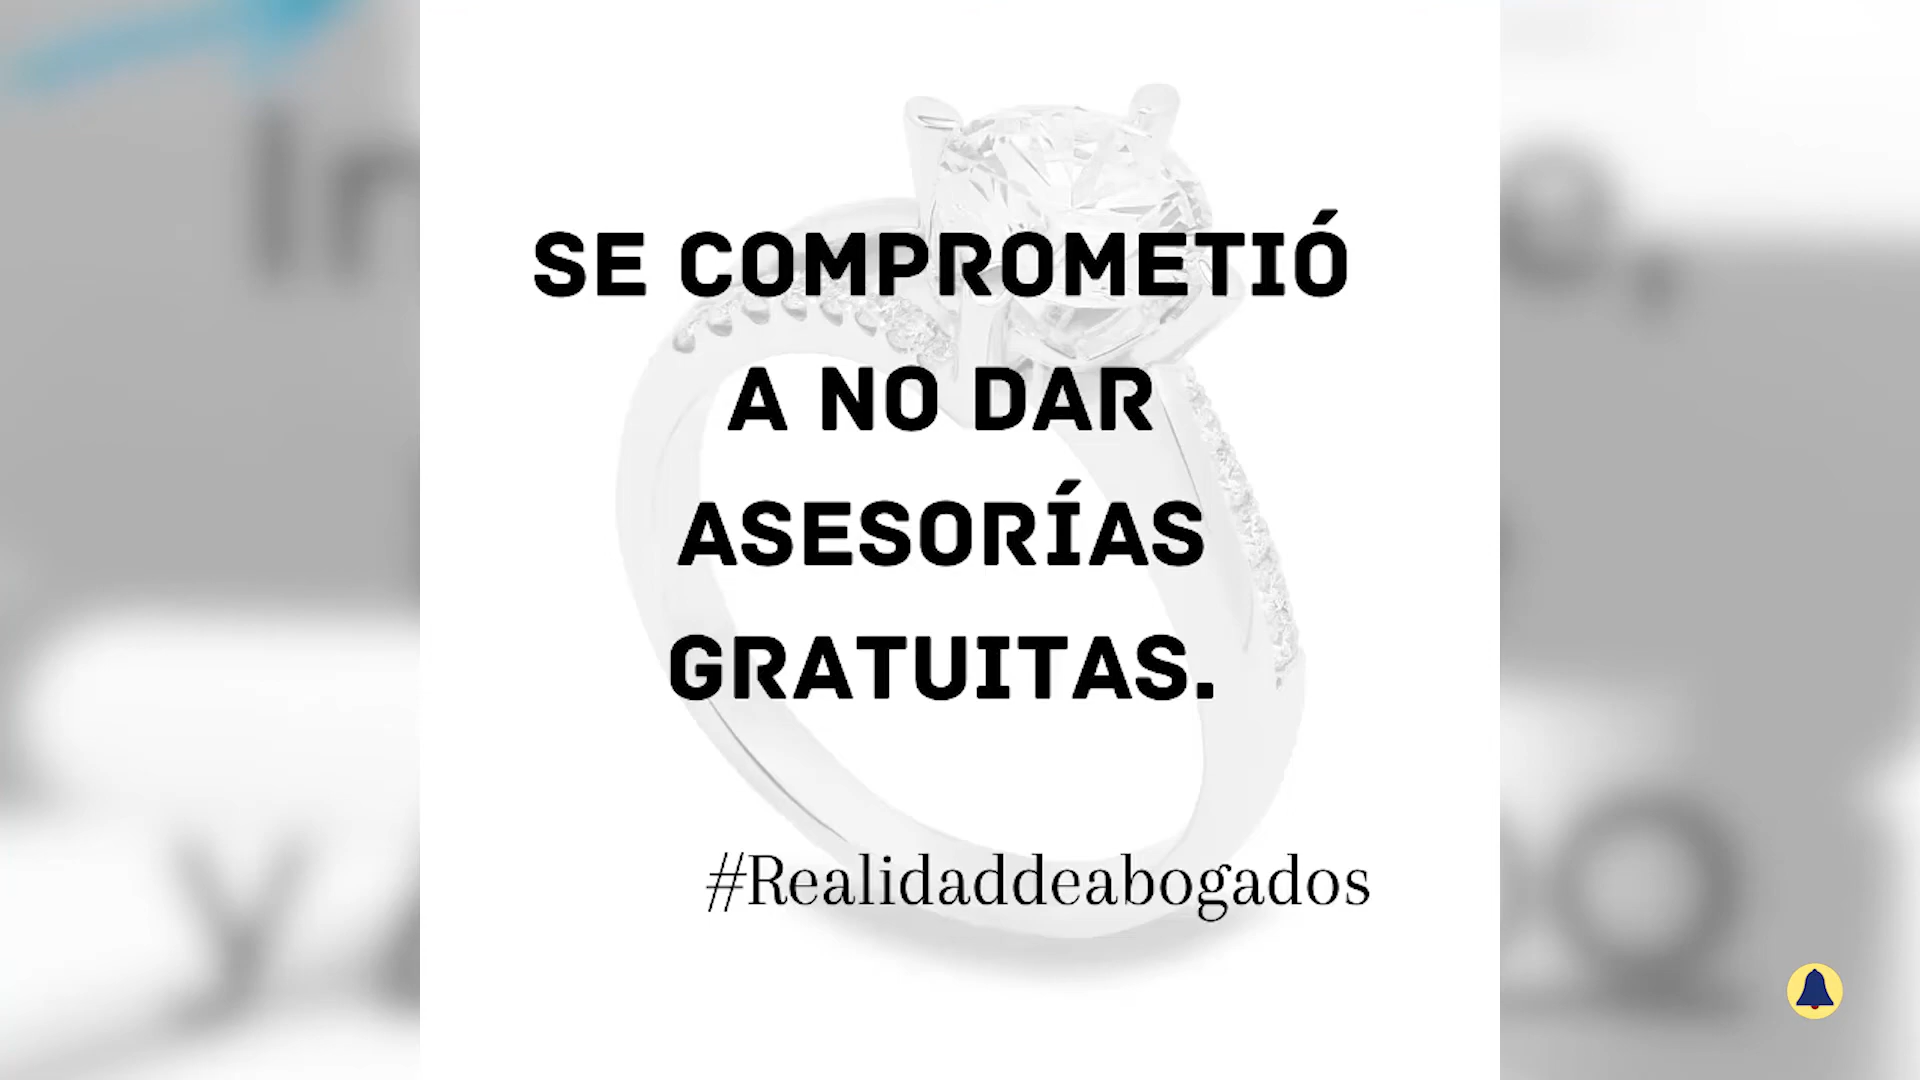 SE COMPROMETIÓ
A NO DAR
ASESORÍAS
GRATUITAS.
#Realidaddeabogados